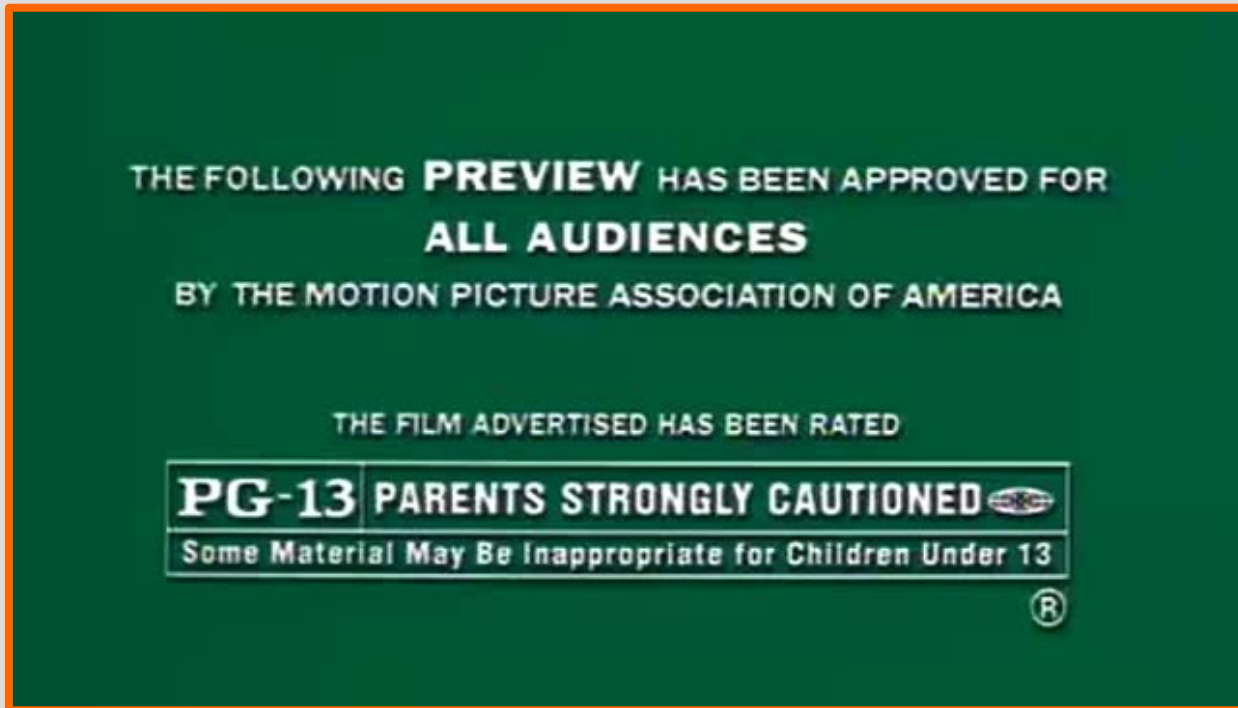 THE FOLLOWING PREVIEW HAS BEEN APPROVED FOR
ALL AUDIENCES
BY THE MOTION PICTURE ASSOCIATION OF AMERICA
THE FILM ADVERTISED HAS BEEN RATED
PG-13 PARENTS STRONGLY CAUTIONED
Some Material May Be Inappropriate for Children Under 13
®